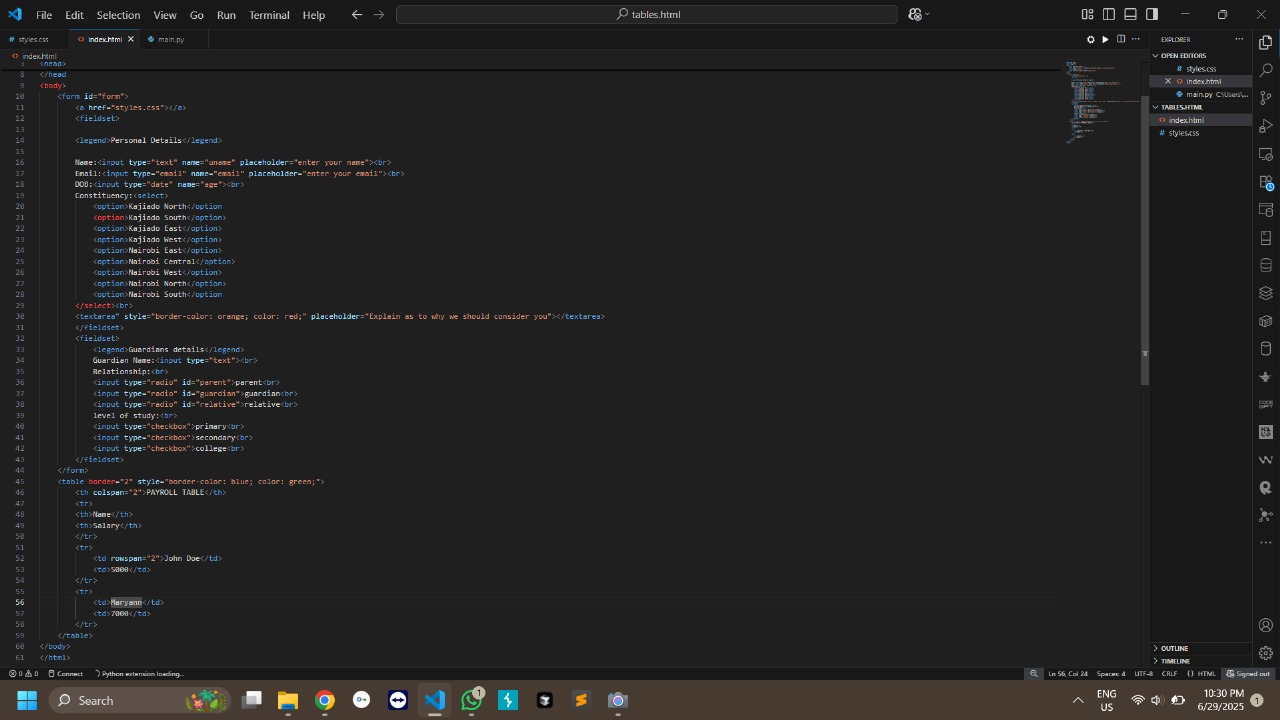 File Edit Selection View Go Run Terminal Help
tables.html
styles.css
index.html
main.py
index.html
7 <head>
8 </head
9 <body>
10 <form id="form">
11 <a href="styles.css"></a>
12 <fieldset>
13
14 <legend>Personal Details</legend>
15
16 Name:<input type="text" name="uname" placeholder="enter your name"><br>
17 Email:<input type="email" name="email" placeholder="enter your email"><br>
18 DOB:<input type="date" name="age"><br>
19 Constituency:<select>
20 <option>Kajiado North</option
21 <option>Kajiado South</option>
22 <option>Kajiado East</option>
23 <option>Kajiado West</option>
24 <option>Nairobi East</option>
25 <option>Nairobi Central</option>
26 <option>Nairobi West</option>
27 <option>Nairobi North</option>
28 <option>Nairobi South</option
29 </select><br>
30 <textarea" style="border-color: orange; color: red;" placeholder="Explain as to why we should consider you"></textarea>
31 </fieldset>
32 <fieldset>
33 <legend>Guardians details</legend>
34 Guardian Name:<input type="text"><br>
35 Relationship:<br>
36 <input type="radio" id="parent">parent<br>
37 <input type="radio" id="guardian">guardian<br>
38 <input type="radio" id="relative">relative<br>
39 level of study:<br>
40 <input type="checkbox">primary<br>
41 <input type="checkbox">secondary<br>
42 <input type="checkbox">college<br>
43 </fieldset>
44 </form>
45 <table border="2" style="border-color: blue; color: green;">
46 <th colspan="2">PAYROLL TABLE</th>
47 <tr>
48 <th>Name</th>
49 <th>Salary</th>
50 </tr>
51 <tr>
52 <td rowspan="2">John Doe</td>
53 <td>5000</td>
54 </tr>
55 <tr>
56 <td>Maryann</td>
57 <td>7000</td>
58 </tr>
59 </table>
60 </body>
61 </html>
EXPLORER
OPEN EDITORS
styles.css
index.html
main.py C:\Users\...
TABLES.HTML
index.html
styles.css
OUTLINE
TIMELINE
0 0 Connect Python extension loading...
Ln 56, Col 24 Spaces: 4 UTF-8 CRLF {} HTML Signed out
Search
1
ENG
US
10:30 PM
6/29/2025
1